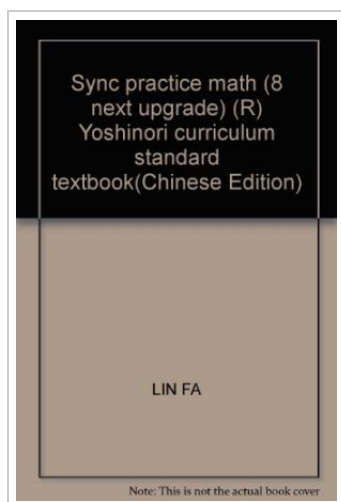 Sync practice math (8
next upgrade) (R)
Yoshinori curriculum
standard
textbook(Chinese Edition)
LIN FA
Note: This is not the actual book cover